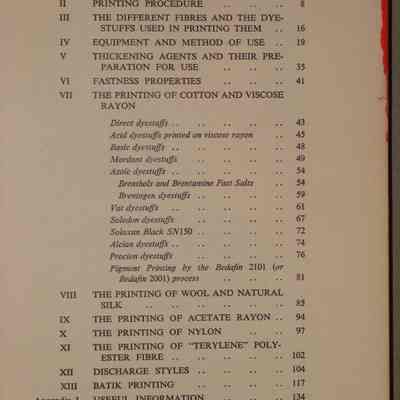 II PRINTING PROCEDURE .. .. .. 8
III THE DIFFERENT FIBRES AND THE DYE-
STUFFS USED IN PRINTING THEM .. 16
IV EQUIPMENT AND METHOD OF USE .. 19
V THICKENING AGENTS AND THEIR PRE-
PARATION FOR USE .. .. .. 35
VI FASTNESS PROPERTIES .. .. .. 41
VII THE PRINTING OF COTTON AND VISCOSE
RAYON
Direct dyestuffs .. .. .. .. .. 43
Acid dyestuffs printed on viscose rayon .. 45
Basic dyestuffs .. .. .. .. .. 48
Mordant dyestuffs .. .. .. .. 49
Azoic dyestuffs .. .. .. .. .. 54
Brenthols and Brentamine Fast Salts .. 54
Brentogen dyestuffs .. .. .. .. 59
Vat dyestuffs .. .. .. .. .. 61
Soledon dyestuffs .. .. .. .. 67
Soloxan Black SN150 .. .. .. .. 72
Alcian dyestuffs .. .. .. .. .. 74
Procion dyestuffs .. .. .. .. 76
Pigment Printing by the Bedafin 2101 (or
Bedafin 2001) process .. .. .. 81
VIII THE PRINTING OF WOOL AND NATURAL
SILK .. .. .. .. .. .. 85
IX THE PRINTING OF ACETATE RAYON .. 94
X THE PRINTING OF NYLON .. .. 97
XI THE PRINTING OF "TERYLENE" POLY-
ESTER FIBRE .. .. .. .. .. 102
XII DISCHARGE STYLES .. .. .. .. 104
XIII BATIK PRINTING .. .. .. .. 117
Appendix I USEFUL INFORMATION .. .. .. 134